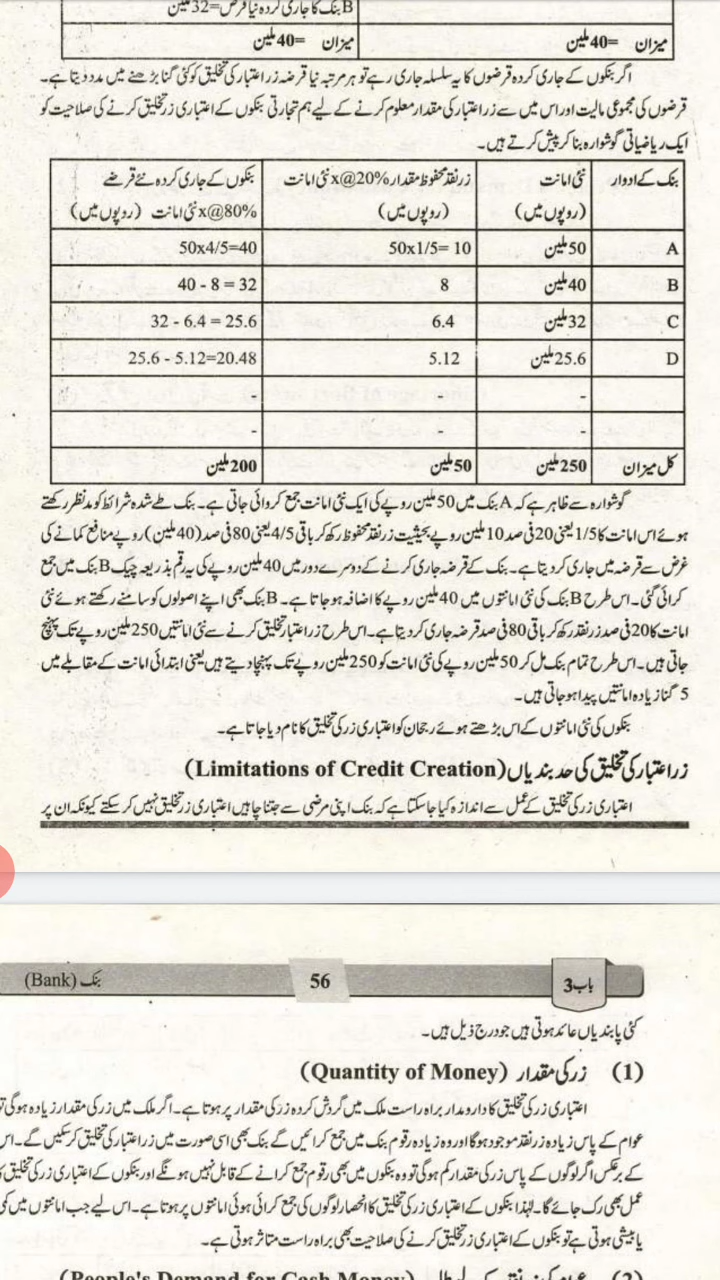 B بنک کا جاری کردہ نیا قرض=32 ملین
میزان =40 ملین میزان =40 ملین
اگر بنکوں کے جاری کردہ قرضوں کا یہ سلسلہ جاری رہے تو ہر مرتبہ نیا قرضہ زر اعتبار کی تخلیق کو کئی گنا بڑھنے میں مدد دیتا ہے۔
قرضوں کی مجموعی مالیت اور اس میں سے زر اعتبار کی مقدار معلوم کرنے کے لیے ہم تجارتی بنکوں کے اعتباری زر تخلیق کرنے کی صلاحیت کو
ایک ریاضیاتی گوشوارہ بنا کر پیش کرتے ہیں۔
بنک کے ادوار نئی امانت زر نقد محفوظ مقدار 20%@xنئی امانت بنکوں کے جاری کردہ نئے قرضے
(روپوں میں) (روپوں میں) 80%@xنئی امانت (روپوں میں)
A 50 ملین 50x1/5= 10 50x4/5=40
B 40 ملین 8 40 - 8 = 32
C 32 ملین 6.4 32 - 6.4 = 25.6
D 25.6 ملین 5.12 25.6 - 5.12=20.48
- -
- -
کل میزان 250 ملین 50 ملین 200 ملین
گوشوارہ سے ظاہر ہے کہ A بنک میں 50 ملین روپے کی ایک نئی امانت جمع کروائی جاتی ہے۔ بنک طے شدہ شرائط کو مدنظر رکھتے
ہوئے اس امانت کا 1/5 یعنی 20 فی صد 10 ملین روپے بحیثیت زر نقد محفوظ رکھ کر باقی 4/5 یعنی 80 فی صد (40 ملین) روپے منافع کمانے کی
غرض سے قرضہ میں جاری کر دیتا ہے۔ بنک کے قرضہ جاری کرنے کے دوسرے دور میں 40 ملین روپے کی یہ رقم بذریعہ چیک B بنک میں جمع
کرائی گئی۔ اس طرح B بنک کی نئی امانتوں میں 40 ملین روپے کا اضافہ ہو جاتا ہے۔ B بنک بھی اپنے اصولوں کو سامنے رکھتے ہوئے نئی
امانت کا 20 فی صد زر نقد رکھ کر باقی 80 فی صد قرضہ جاری کر دیتا ہے۔ اس طرح زر اعتبار تخلیق کرنے سے نئی امانتیں 250 ملین روپے تک پہنچ
جاتی ہیں۔ اس طرح تمام بنک مل کر 50 ملین روپے کی نئی امانت کو 250 ملین روپے تک پہنچا دیتے ہیں یعنی ابتدائی امانت کے مقابلے میں
5 گنا زیادہ امانتیں پیدا ہو جاتی ہیں۔
بنکوں کی نئی امانتوں کے اس بڑھتے ہوئے رجحان کو اعتباری زر کی تخلیق کا نام دیا جاتا ہے۔
زر اعتبار کی تخلیق کی حد بندیاں (Limitations of Credit Creation)
اعتباری زر کی تخلیق کے عمل سے اندازہ کیا جا سکتا ہے کہ بنک اپنی مرضی سے جتنا چاہیں اعتباری زر تخلیق نہیں کر سکتے کیونکہ ان پر
باب 3 56 بنک (Bank)
کئی پابندیاں عائد ہوتی ہیں جو درج ذیل ہیں۔
(1) زر کی مقدار (Quantity of Money)
اعتباری زر کی تخلیق کا دارومدار براہ راست ملک میں گردش کردہ زر کی مقدار پر ہوتا ہے۔ اگر ملک میں زر کی مقدار زیادہ ہوگی تو
عوام کے پاس زیادہ زر نقد موجود ہوگا اور وہ زیادہ رقوم بنک میں جمع کرائیں گے بنک بھی اسی صورت میں زر اعتبار کی تخلیق کر سکیں گے۔ اس
کے برعکس اگر لوگوں کے پاس زر کی مقدار کم ہوگی تو وہ بنکوں میں بھی رقوم جمع کرانے کے قابل نہیں ہونگے اور بنکوں کے اعتباری زر کی تخلیق کا
عمل بھی رک جائے گا۔ لہٰذا بنکوں کے اعتباری زر کی تخلیق کا انحصار لوگوں کی جمع کرائی ہوئی امانتوں پر ہوتا ہے۔ اس لیے جب امانتوں میں کمی
یا بیشی ہوتی ہے تو بنکوں کے اعتباری زر تخلیق کرنے کی صلاحیت بھی براہ راست متاثر ہوتی ہے۔
(2) (People's Demand for Cash Money)